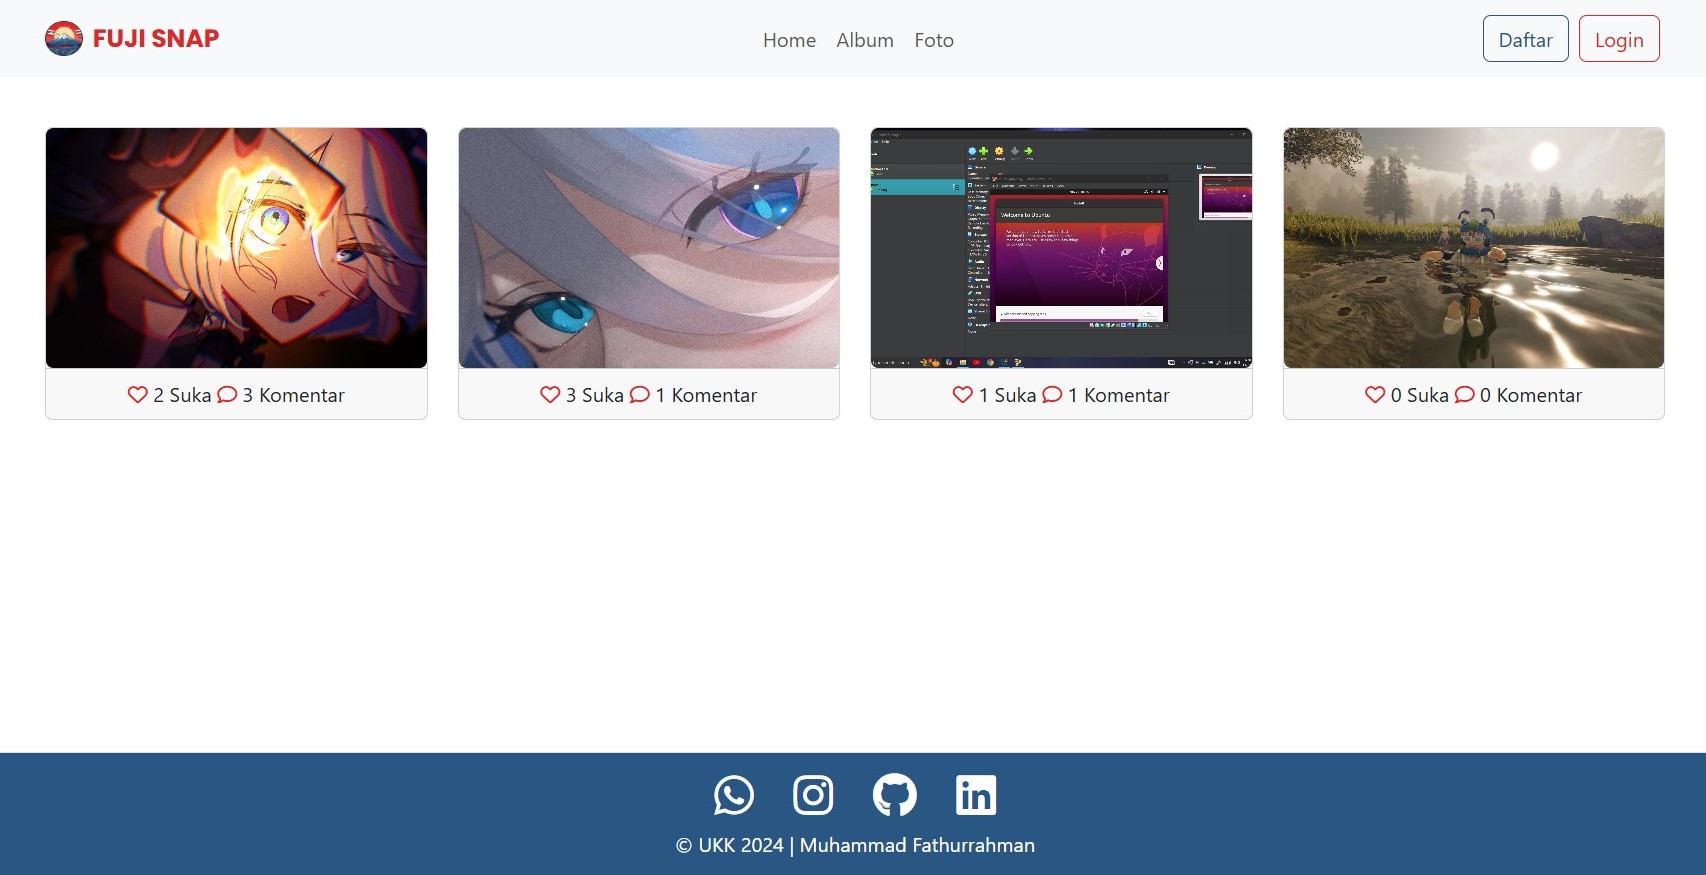 FUJI SNAP
Home Album Foto
Daftar Login
Welcome to Ubuntu
2 Suka 3 Komentar
3 Suka 1 Komentar
1 Suka 1 Komentar
0 Suka 0 Komentar
© UKK 2024 | Muhammad Fathurrahman